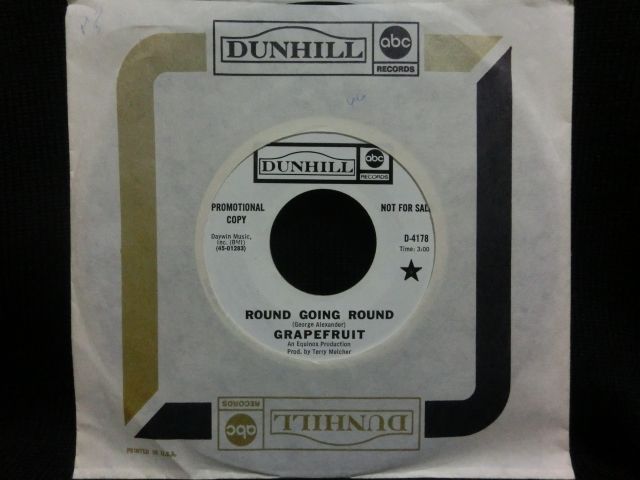 DUNHILL
abc
RECORDS
DUNHILL
abc
RECORDS
PROMOTIONAL
COPY
NOT FOR SAL
Daywin Music,
Inc. (BMI)
(45-01283)
D-4178
Time: 3:00
ROUND GOING ROUND
(George Alexander)
GRAPEFRUIT
An Equinox Production
Prod. by Terry Melcher
DUNHILL
abc
RECORDS
PRINTED IN U.S.A.